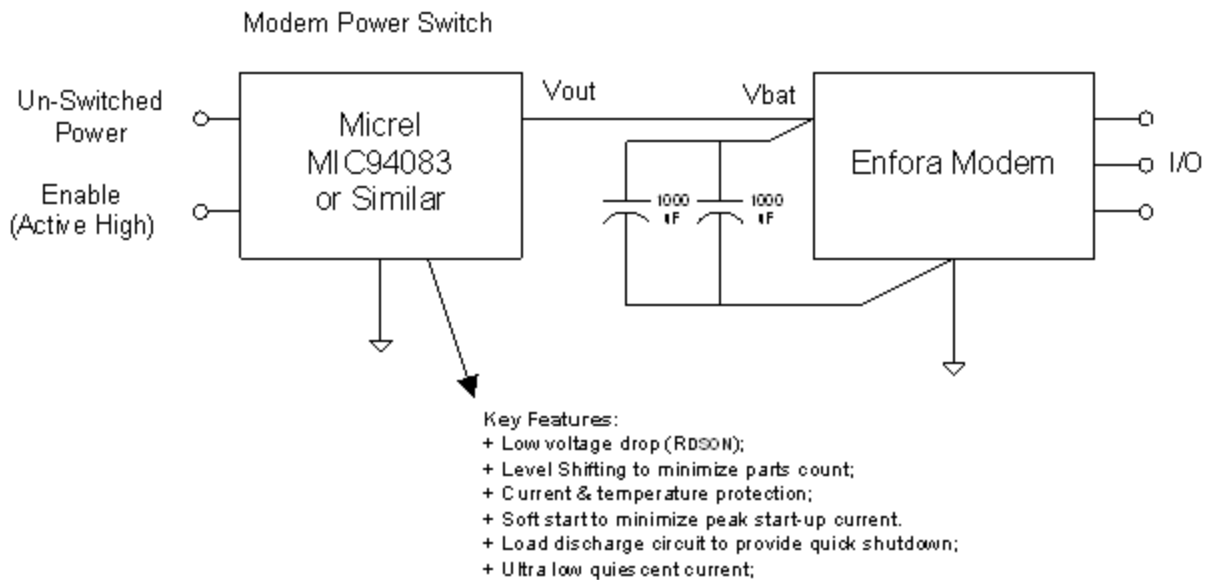 Modem Power Switch
Un-Switched
Power
Enable
(Active High)
Micrel
MIC94083
or Similar
Vout
Vbat
1000
uF
1000
uF
Enfora Modem
I/O
Key Features:
+ Low voltage drop (RDSON);
+ Level Shifting to minimize parts count;
+ Current & temperature protection;
+ Soft start to minimize peak start-up current.
+ Load discharge circuit to provide quick shutdown;
+ Ultra low quiescent current;